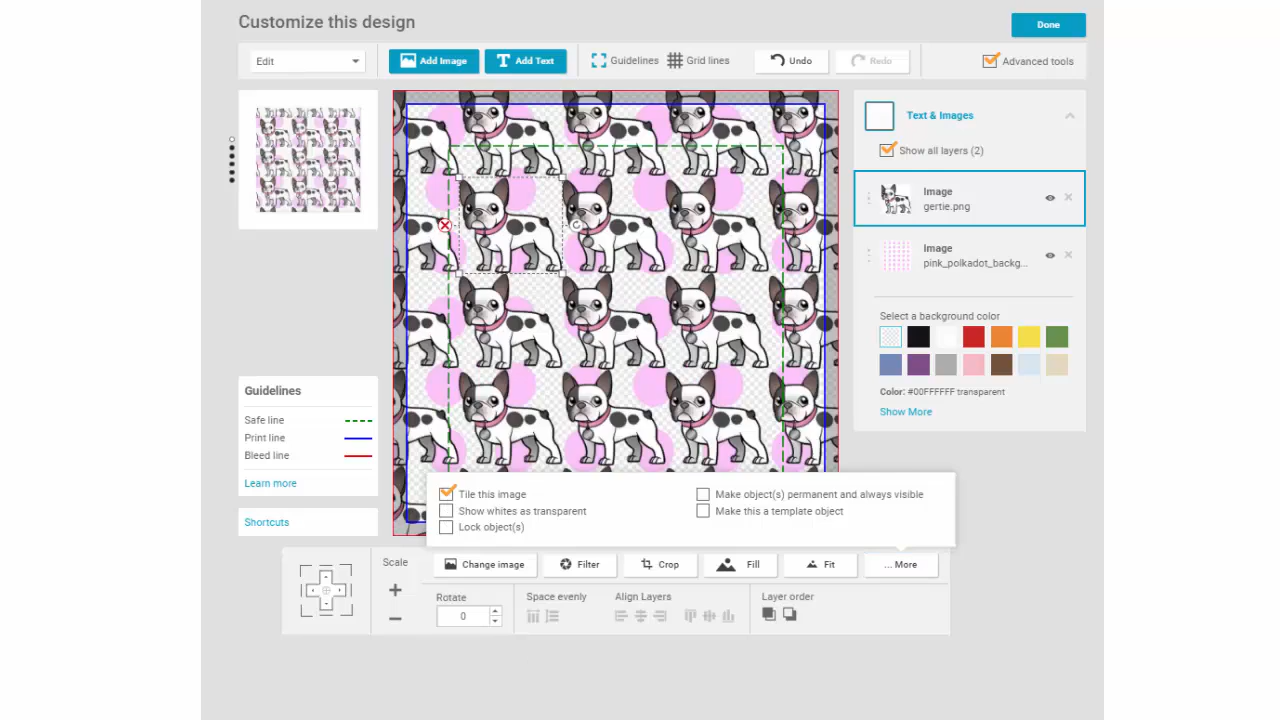 Customize this design
Done
Edit
Add Image
Add Text
Guidelines
Grid lines
Undo
Redo
Advanced tools
Text & Images
Show all layers (2)
Image
gertie.png
Image
pink_polkadot_backg...
Select a background color
Color: #00FFFFFF transparent
Show More
Guidelines
Safe line
Print line
Bleed line
Learn more
Shortcuts
Tile this image
Make object(s) permanent and always visible
Show whites as transparent
Make this a template object
Lock object(s)
Scale
Change image
Filter
Crop
Fill
Fit
... More
Rotate
0
Space evenly
Align Layers
Layer order